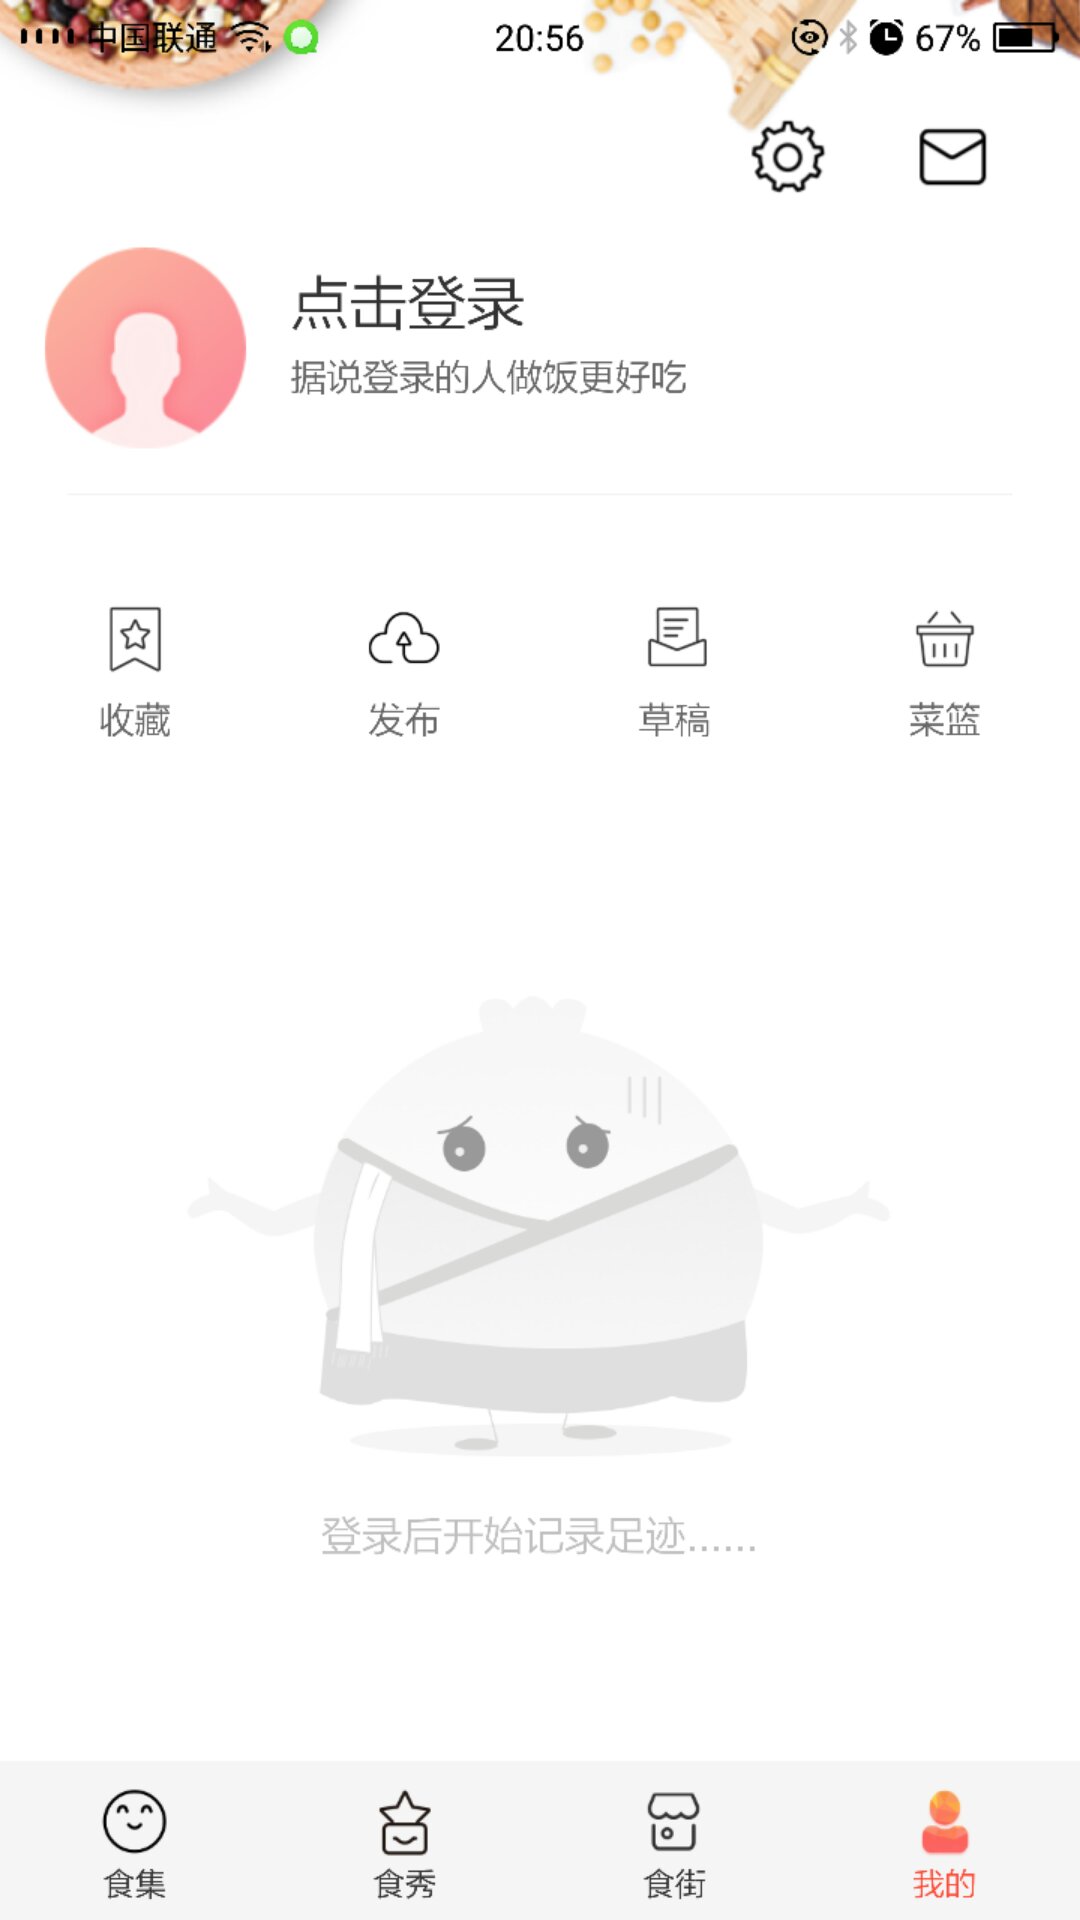 中国联通 20:56 67%
点击登录
据说登录的人做饭更好吃
收藏 发布 草稿 菜篮
登录后开始记录足迹......
食集 食秀 食街 我的